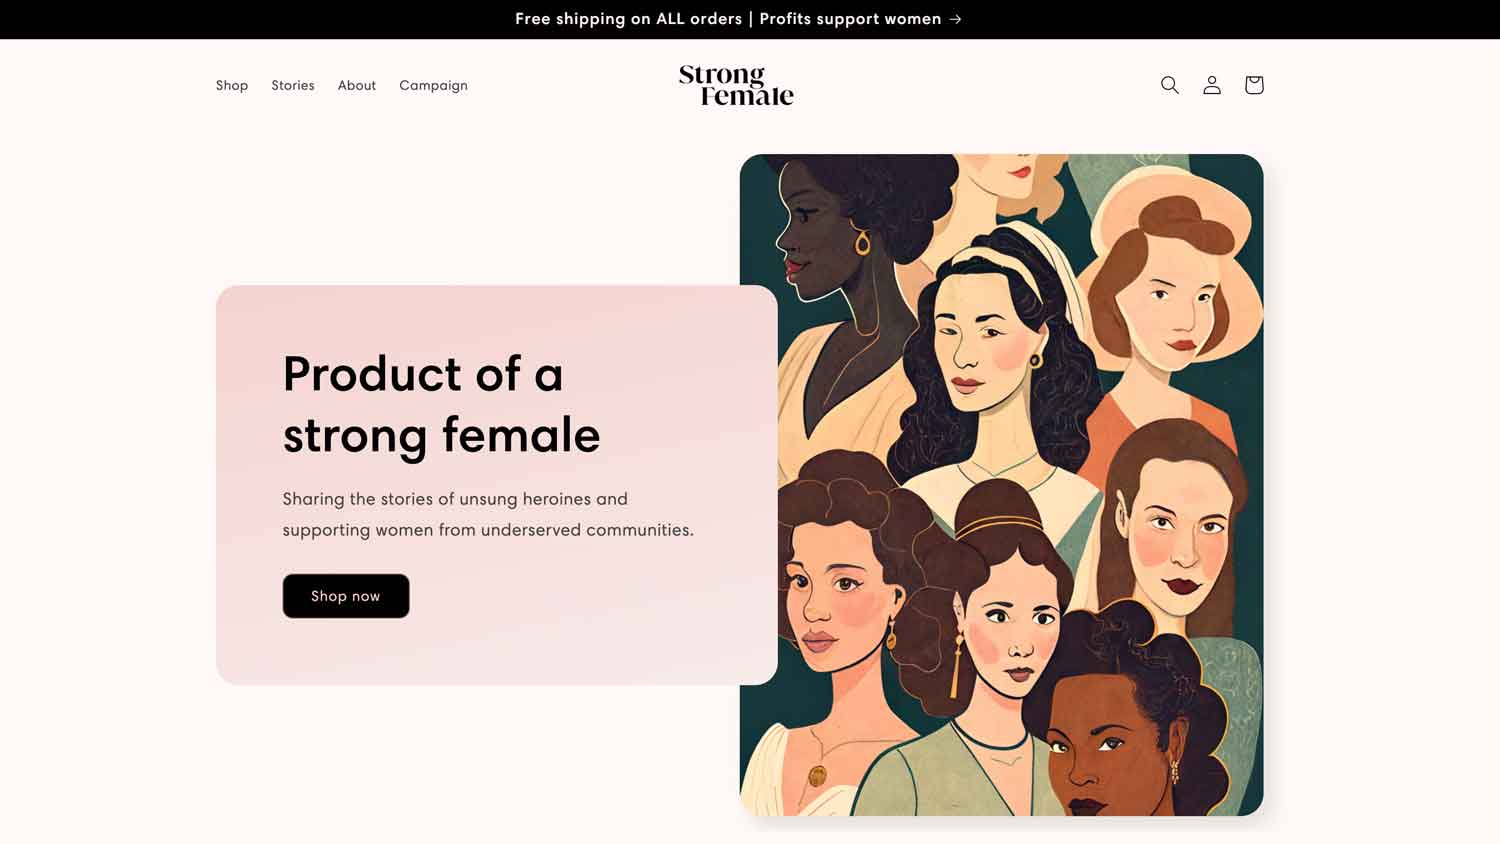 Free shipping on ALL orders | Profits support women →
Shop Stories About Campaign
Strong
Female
Product of a
strong female
Sharing the stories of unsung heroines and
supporting women from underserved communities.
Shop now